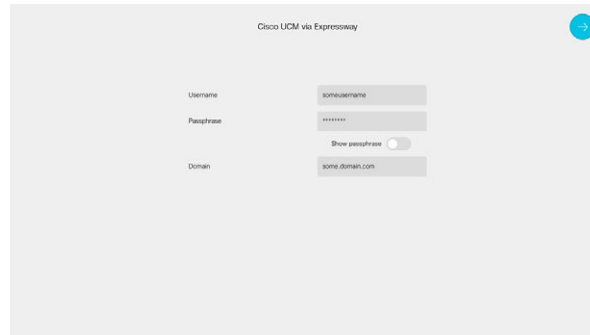 Cisco UCM via Expressway
Username
someusername
Passphrase
********
Show passphrase
Domain
some.domain.com